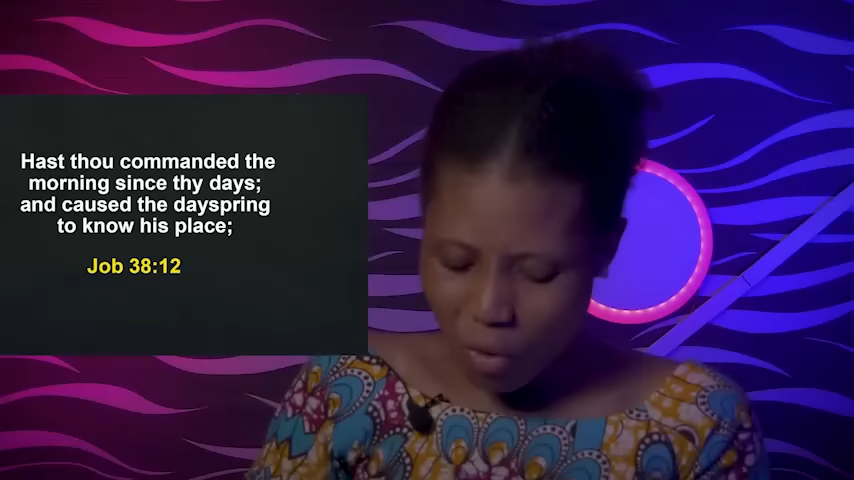 Hast thou commanded the
morning since thy days;
and caused the dayspring
to know his place;
Job 38:12